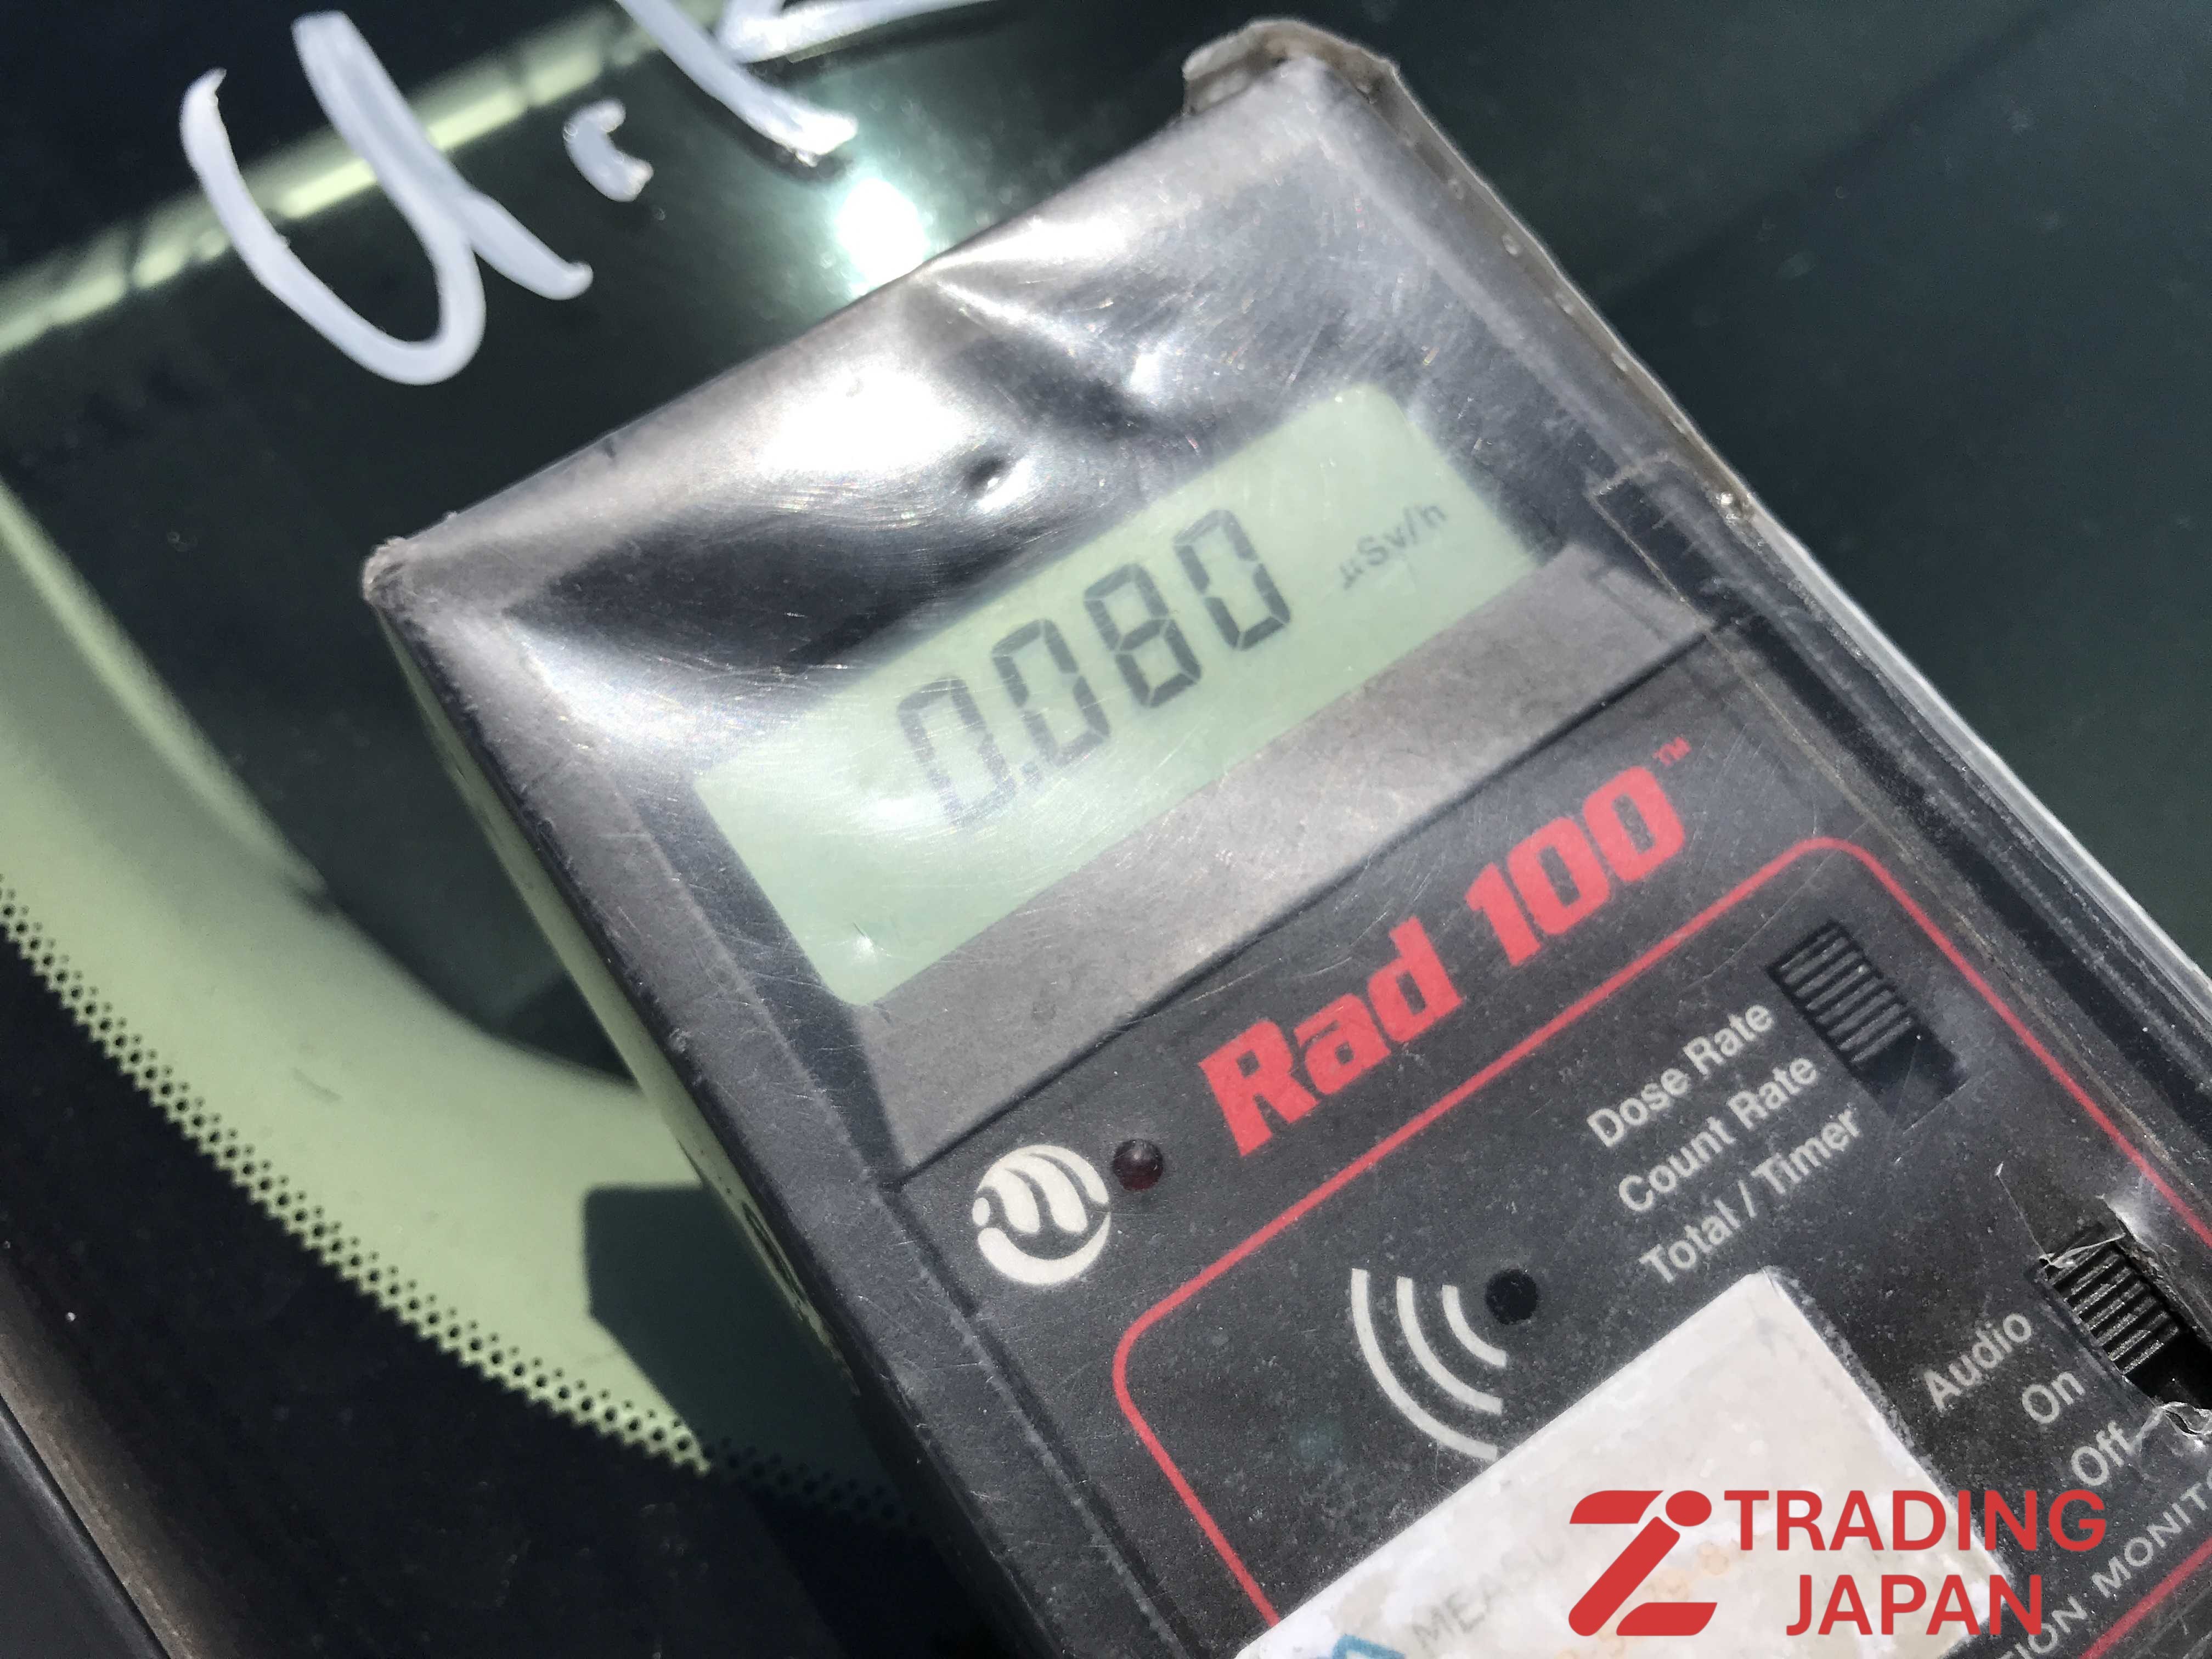 U.K
0.080 µSv/h
Rad 100™
Dose Rate
Count Rate
Total / Timer
Audio
On
Off
TRADING
JAPAN